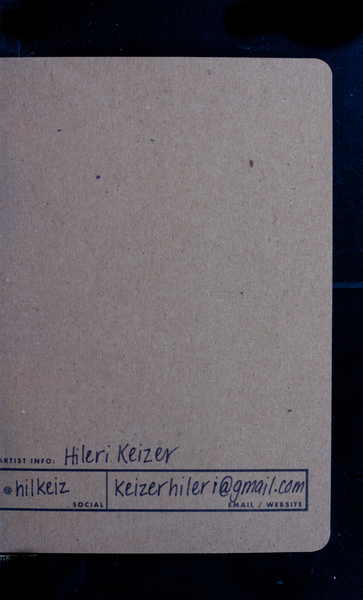 ARTIST INFO: Hileri Keizer
@hilkeiz keizerhileri@gmail.com
SOCIAL EMAIL / WEBSITE